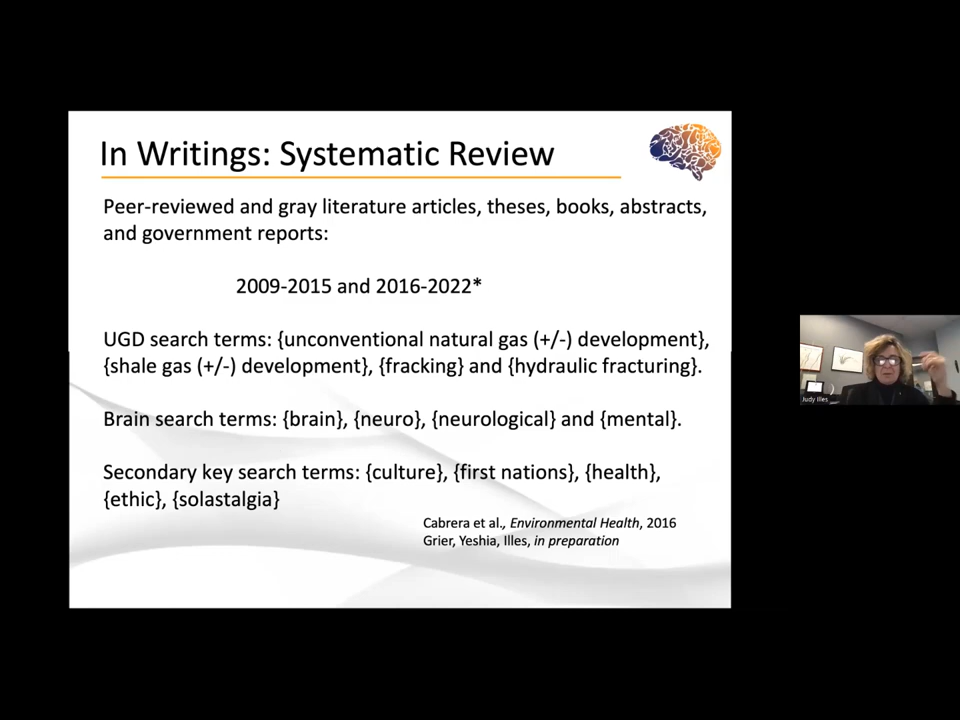 In Writings: Systematic Review
Peer-reviewed and gray literature articles, theses, books, abstracts,
and government reports:
2009-2015 and 2016-2022*
UGD search terms: {unconventional natural gas (+/-) development},
{shale gas (+/-) development}, {fracking} and {hydraulic fracturing}.
Brain search terms: {brain}, {neuro}, {neurological} and {mental}.
Secondary key search terms: {culture}, {first nations}, {health},
{ethic}, {solastalgia}
Cabrera et al., Environmental Health, 2016
Grier, Yeshia, Illes, in preparation
Judy Illes